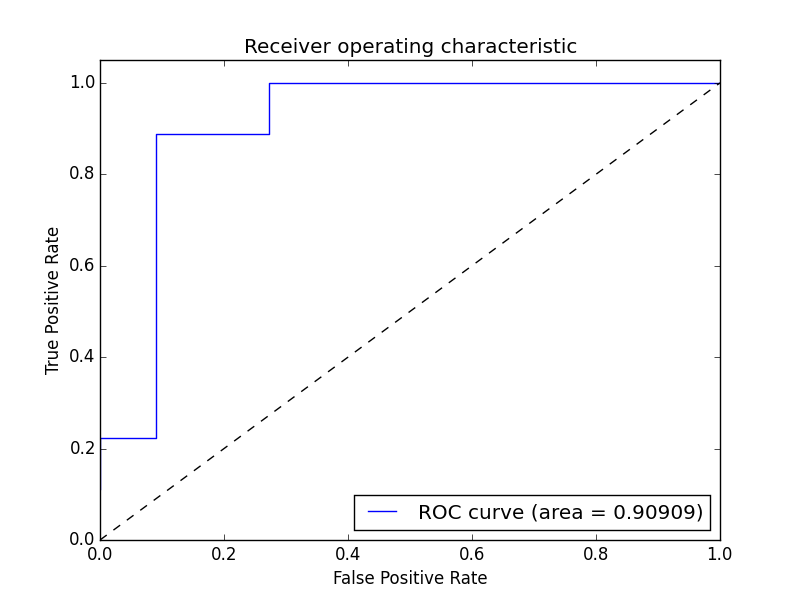 Receiver operating characteristic
True Positive Rate
1.0
0.8
0.6
0.4
0.2
0.0
ROC curve (area = 0.90909)
0.0 0.2 0.4 0.6 0.8 1.0
False Positive Rate